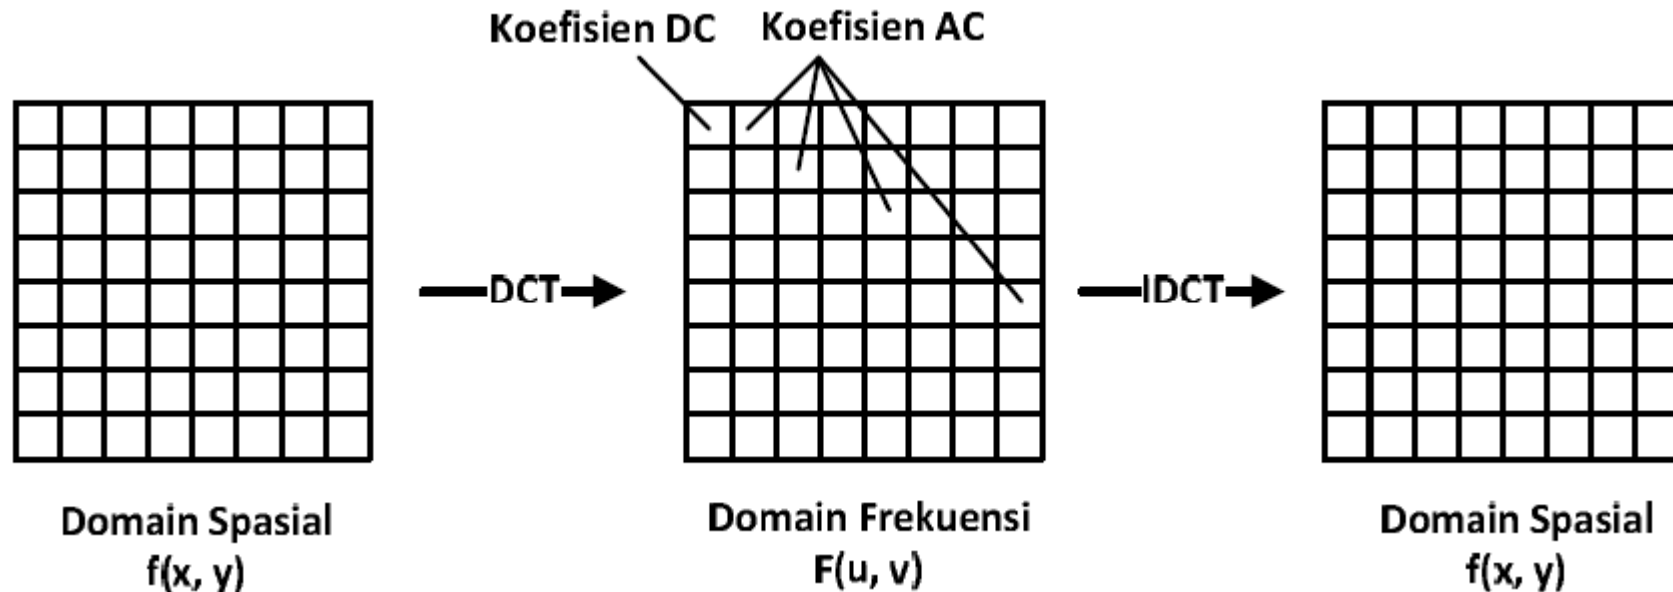 Koefisien DC
Koefisien AC
DCT
IDCT
Domain Spasial
f(x, y)
Domain Frekuensi
F(u, v)
Domain Spasial
f(x, y)